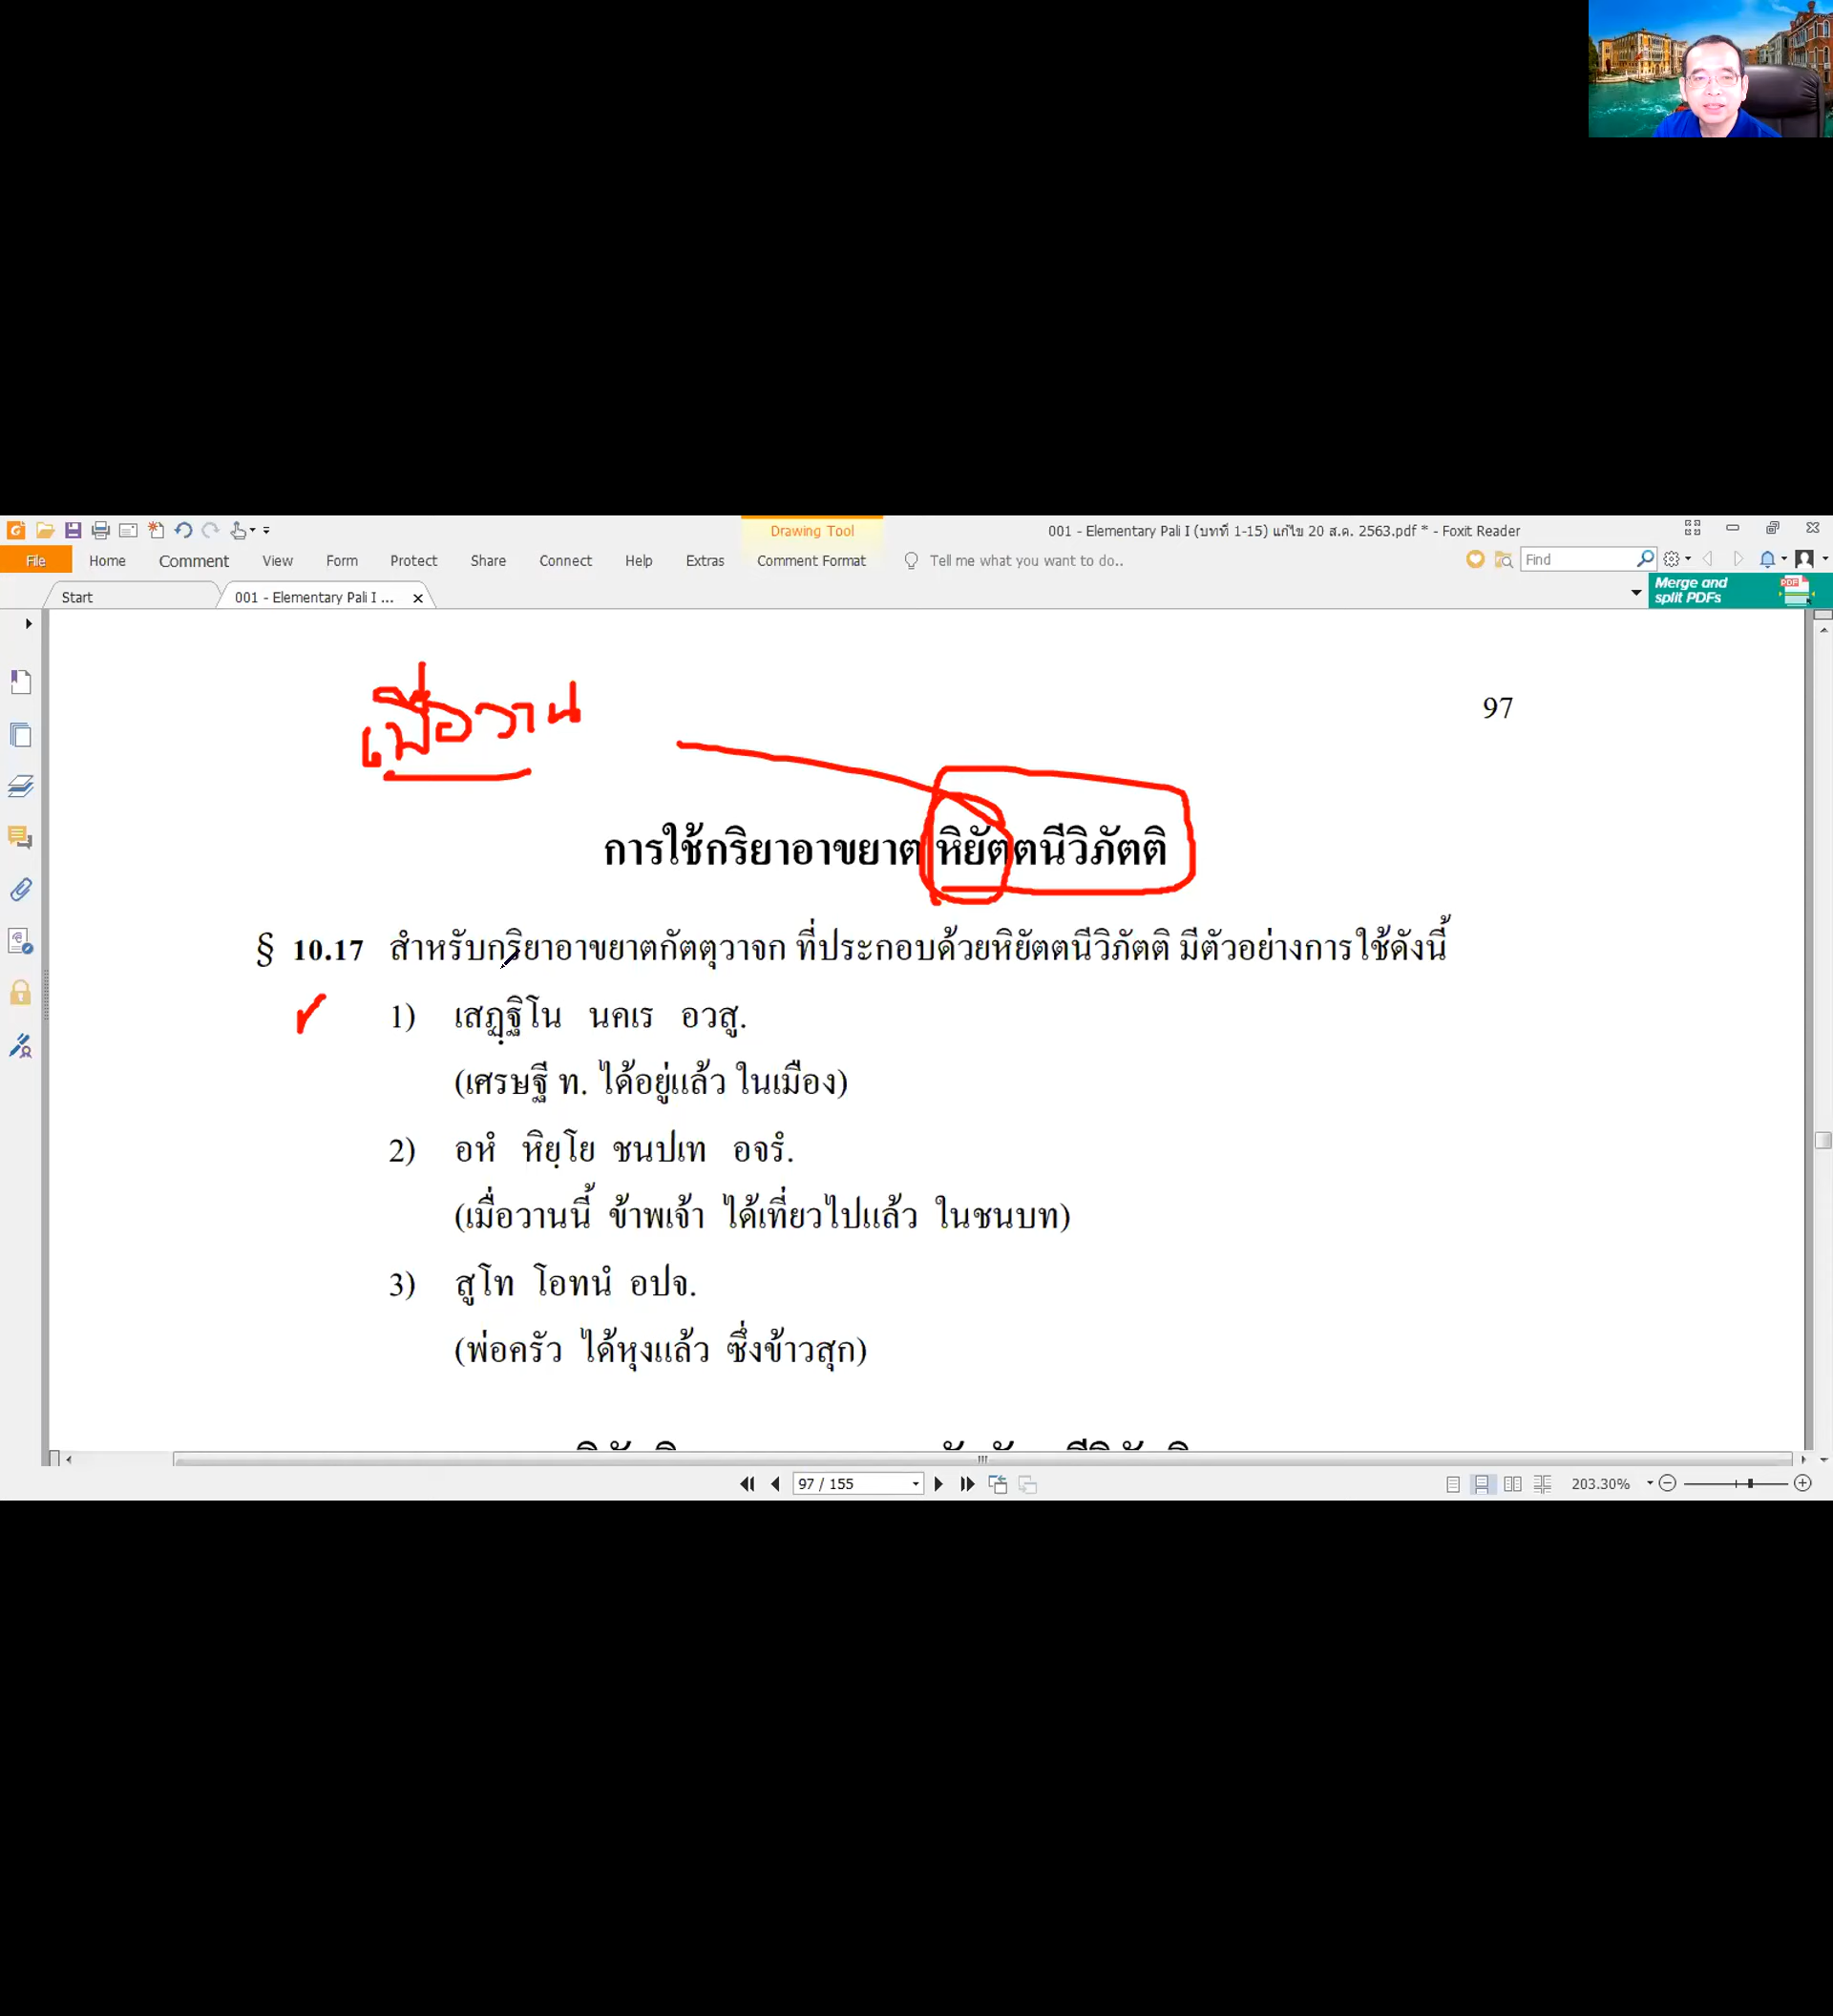 Drawing Tool
001 - Elementary Pali I (บทที่ 1-15) แก้ไข 20 ส.ค. 2563.pdf * - Foxit Reader
File Home Comment View Form Protect Share Connect Help Extras Comment Format Tell me what you want to do.. Find
Start 001 - Elementary Pali I ... Merge and
split PDFs
เมื่อวาน
97
การใช้กริยาอาขยาต หิยัตตนีวิภัตติ
§ 10.17 สำหรับกริยาอาขยาตกัตตุวาจก ที่ประกอบด้วยหิยัตตนีวิภัตติ มีตัวอย่างการใช้ดังนี้
1) เสฏฺฐิโน นคเร อวสู.
(เศรษฐี ท. ได้อยู่แล้ว ในเมือง)
2) อหํ หิยฺโย ชนปเท อจรํ.
(เมื่อวานนี้ ข้าพเจ้า ได้เที่ยวไปแล้ว ในชนบท)
3) สูโท โอทนํ อปจ.
(พ่อครัว ได้หุงแล้ว ซึ่งข้าวสุก)
97 / 155 203.30%